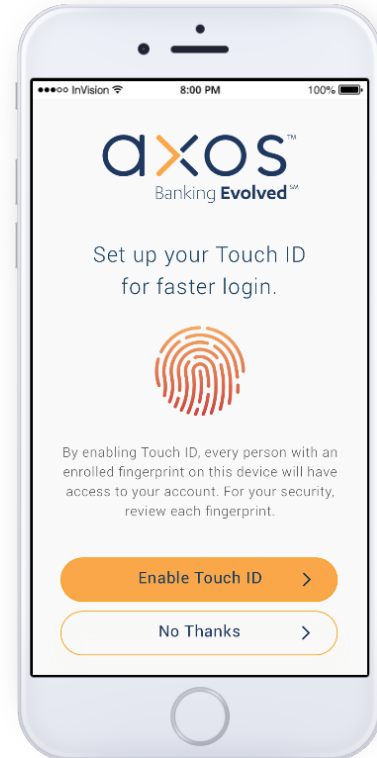 InVision 8:00 PM 100%
axos™
Banking Evolved℠
Set up your Touch ID
for faster login.
By enabling Touch ID, every person with an
enrolled fingerprint on this device will have
access to your account. For your security,
review each fingerprint.
Enable Touch ID
No Thanks